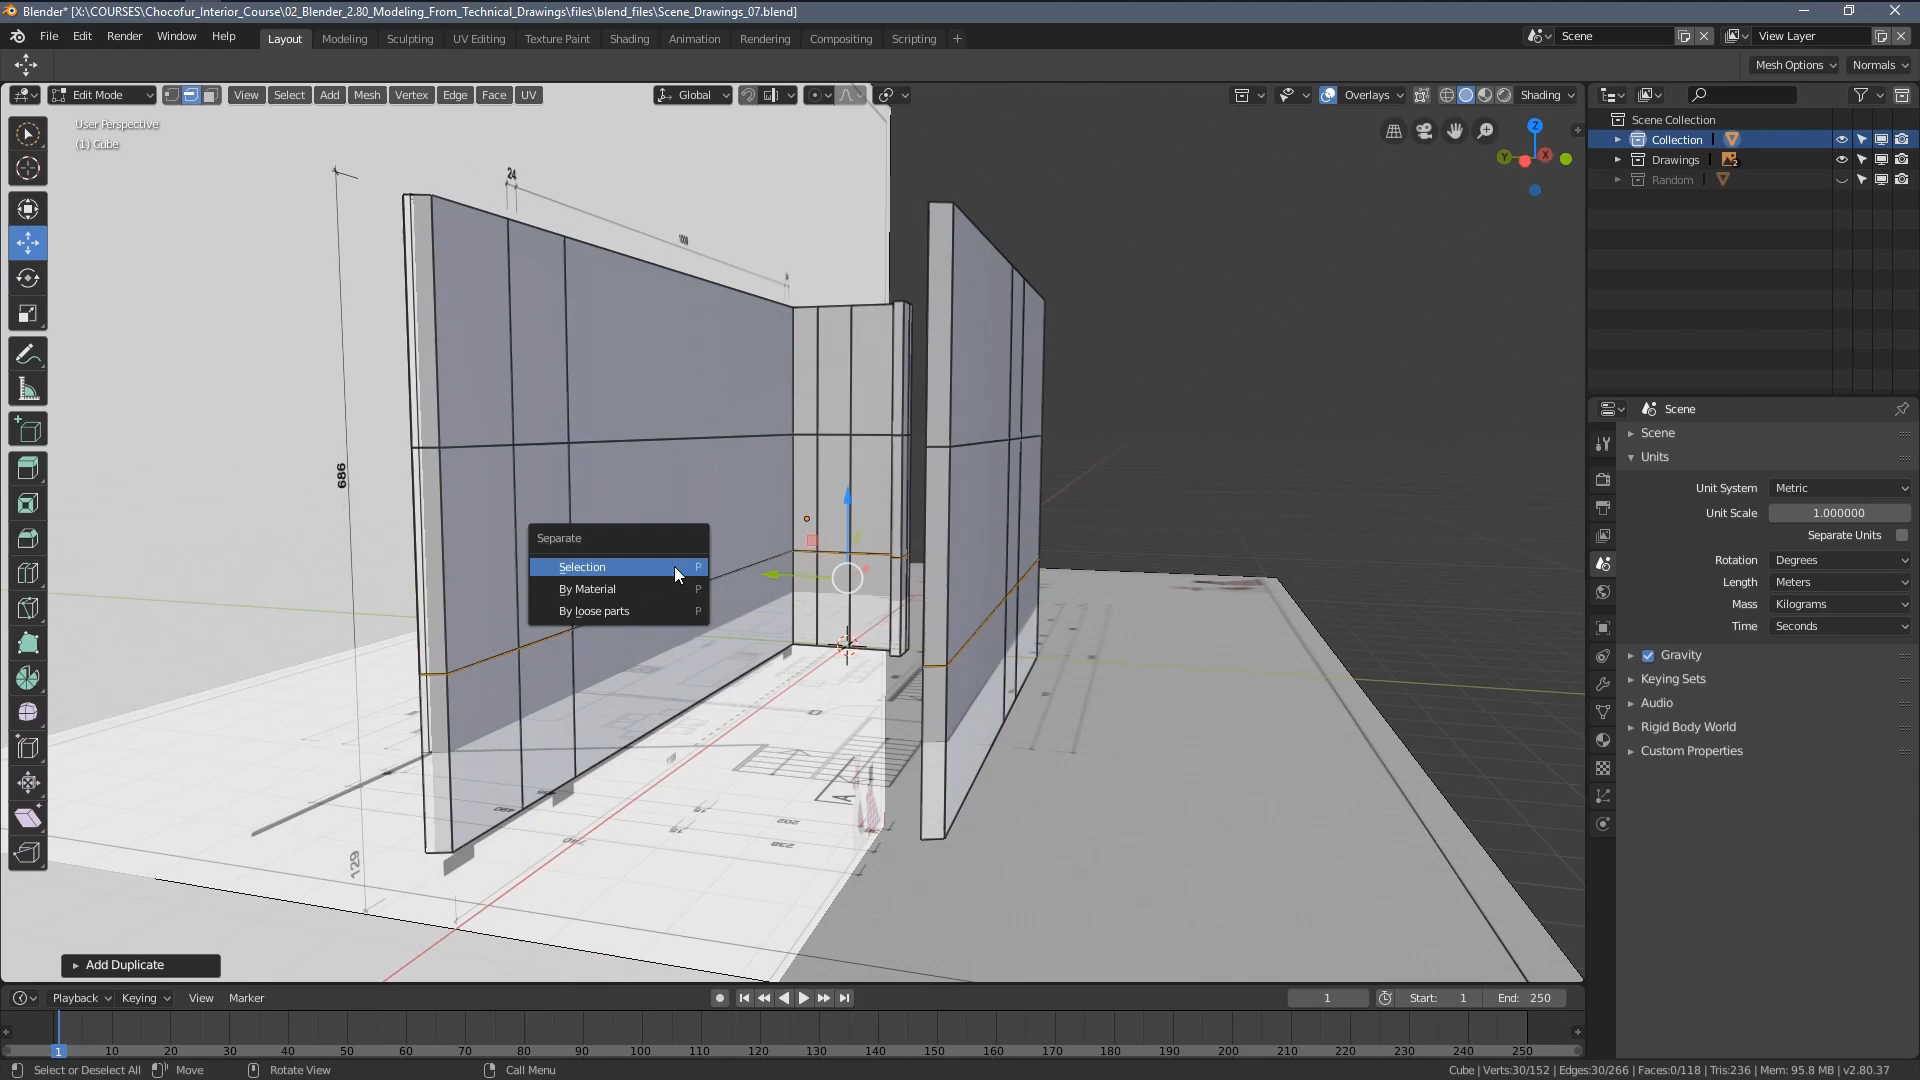 Blender* [X:\COURSES\Chocofur_Interior_Course\02_Blender_2.80_Modeling_From_Technical_Drawings\files\blend_files\Scene_Drawings_07.blend]
File Edit Render Window Help Layout Modeling Sculpting UV Editing Texture Paint Shading Animation Rendering Compositing Scripting + Scene View Layer
Mesh Options Normals
Edit Mode View Select Add Mesh Vertex Edge Face UV Global Overlays Shading
User Perspective
(1) Cube
Z
Y
X
24
1009
686
129
Separate
Selection P
By Material P
By loose parts P
A
15
15
202
236
Add Duplicate
Scene Collection
Collection
Drawings
2
Random
Scene
Scene
Units
Unit System Metric
Unit Scale 1.000000
Separate Units
Rotation Degrees
Length Meters
Mass Kilograms
Time Seconds
Gravity
Keying Sets
Audio
Rigid Body World
Custom Properties
Playback Keying View Marker 1 Start: 1 End: 250
1 10 20 30 40 50 60 70 80 90 100 110 120 130 140 150 160 170 180 190 200 210 220 230 240 250
Select or Deselect All Move Rotate View Call Menu Cube | Verts:30/152 | Edges:30/266 | Faces:0/118 | Tris:236 | Mem: 95.8 MB | v2.80.37